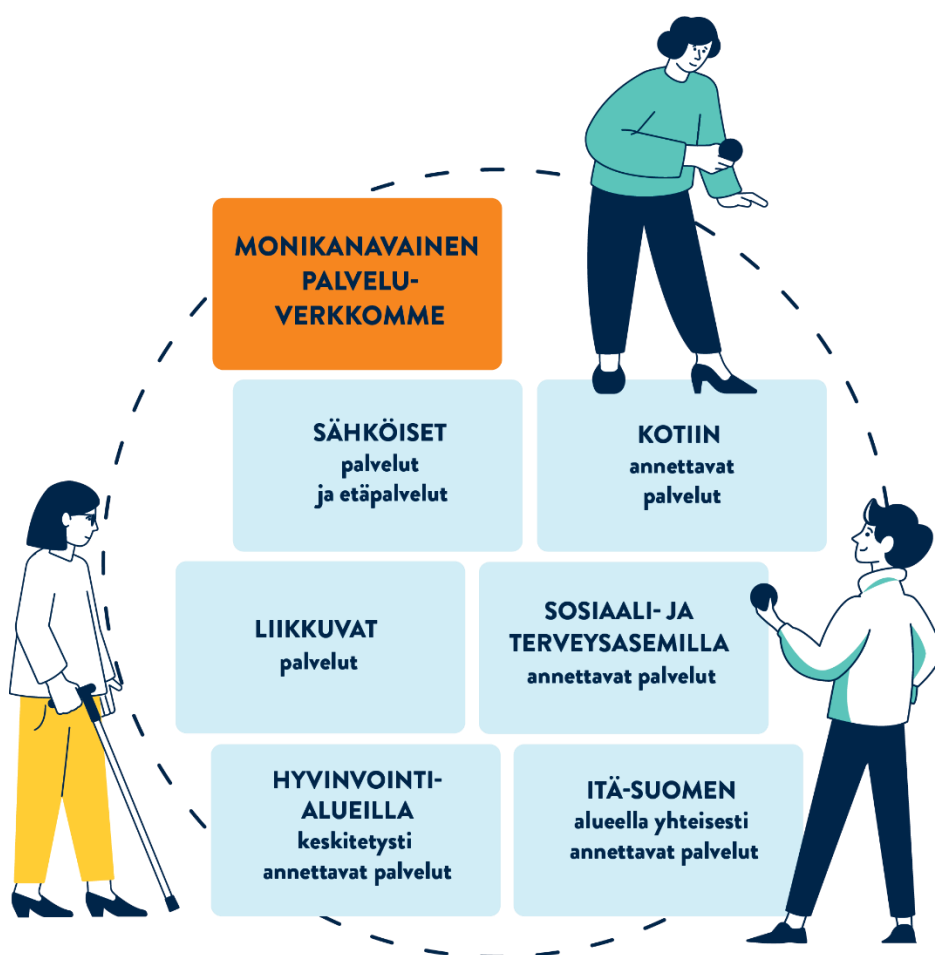 MONIKANAVAINEN
PALVELU-
VERKKOMME
SÄHKÖISET
palvelut
ja etäpalvelut
KOTIIN
annettavat
palvelut
LIIKKUVAT
palvelut
SOSIAALI- JA
TERVEYSASEMILLA
annettavat palvelut
HYVINVOINTI-
ALUEILLA
keskitetysti
annettavat palvelut
ITÄ-SUOMEN
alueella yhteisesti
annettavat palvelut